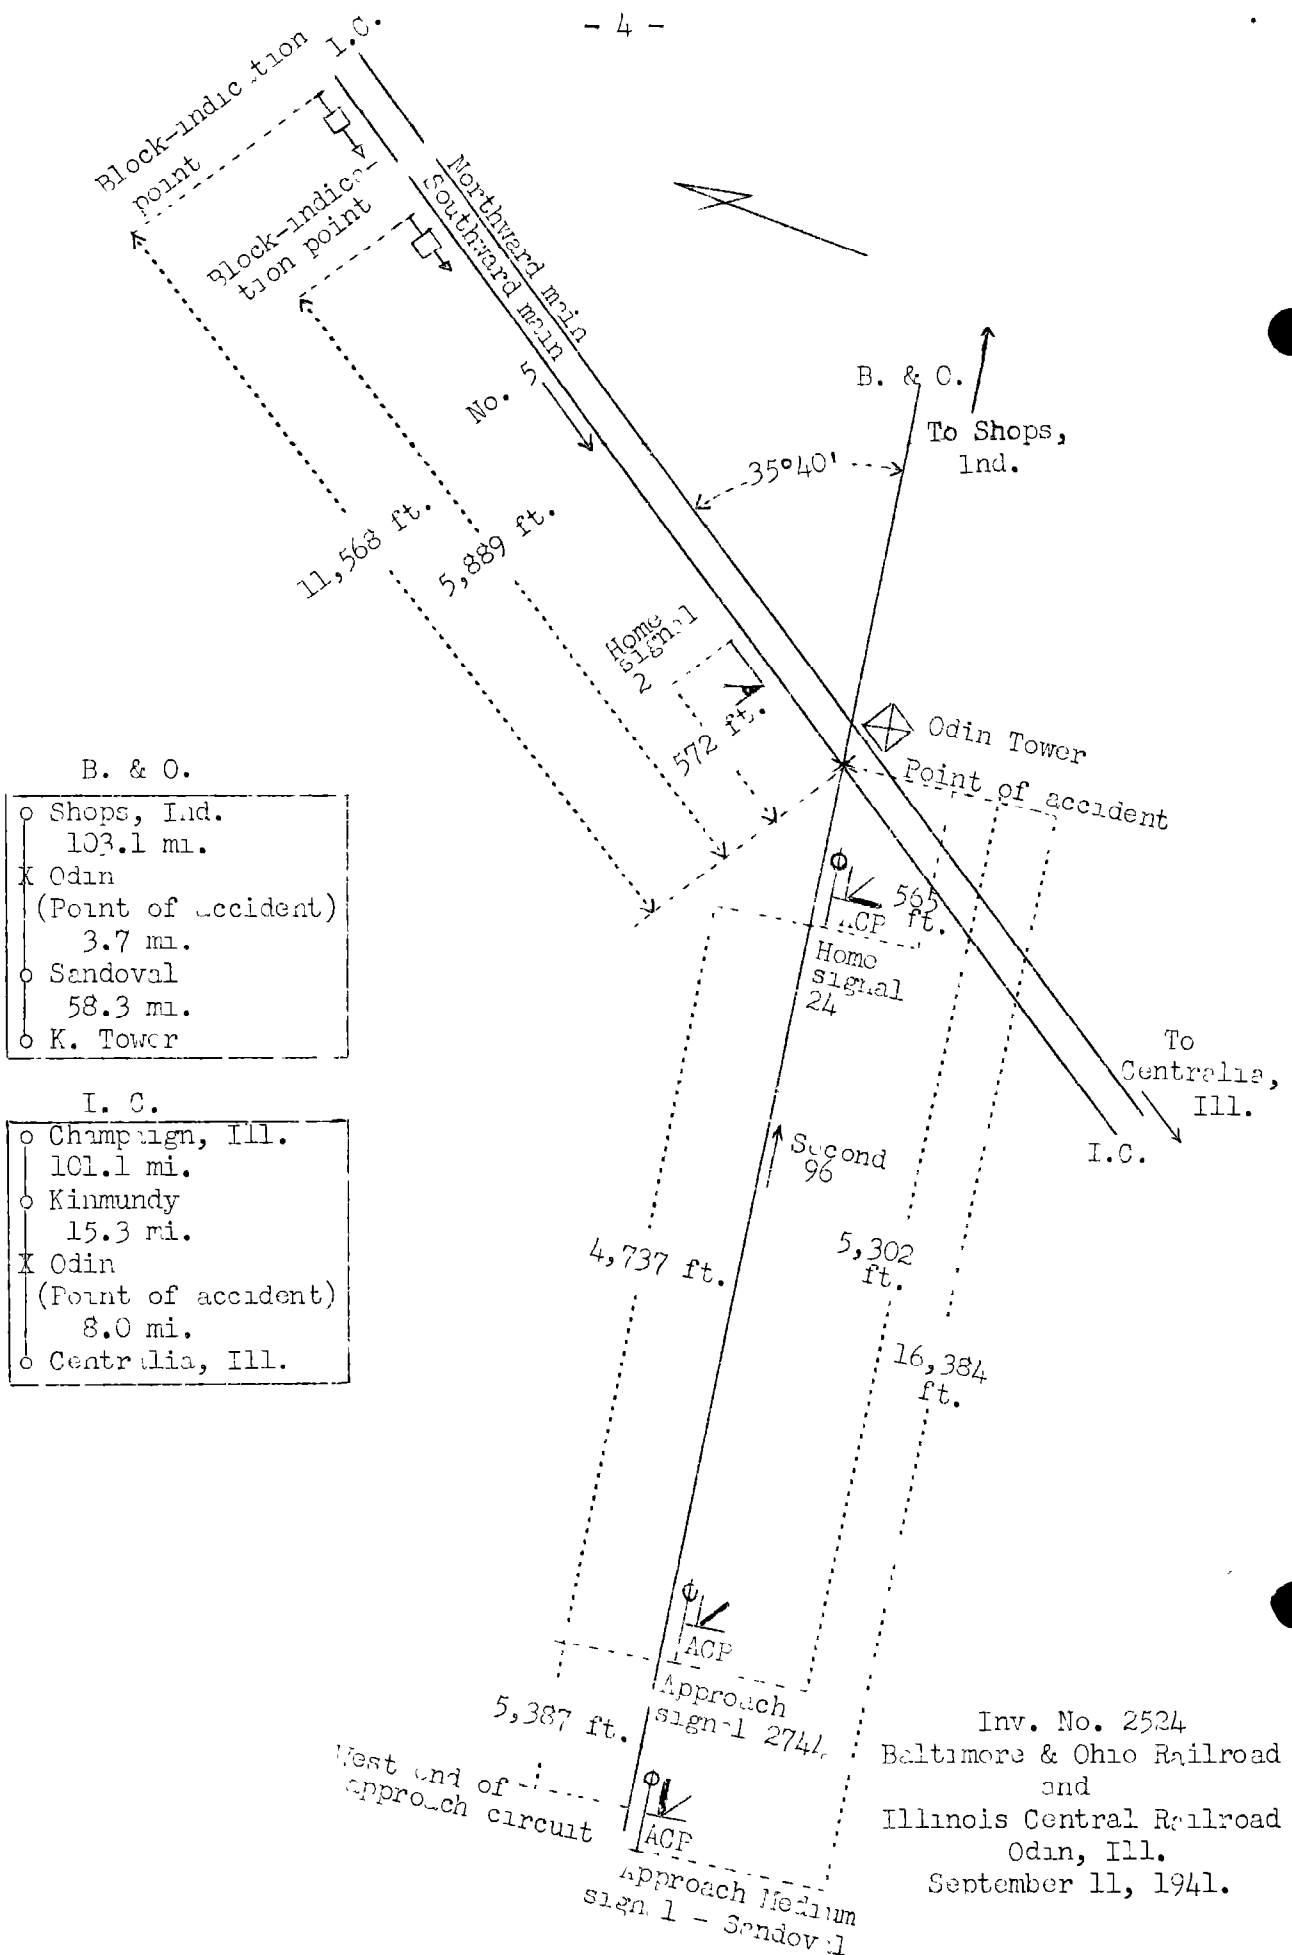 - 4 -
I.C.
Block-indication
point
Block-indica-
tion point
Northward main
Southward main
No. 5
B. & O.
To Shops,
Ind.
35°40'
11,568 ft.
5,889 ft.
Home
signal
2
572 ft.
Odin Tower
Point of accident
565
ft.
ACP
Home
signal
24
To
Centralia,
Ill.
I.C.
Second
96
4,737 ft.
5,302
ft.
16,384
ft.
B. & O.
Shops, Ind.
103.1 mi.
X Odin
(Point of accident)
3.7 mi.
Sandoval
58.3 mi.
K. Tower
I. C.
Champaign, Ill.
101.1 mi.
Kinmundy
15.3 mi.
X Odin
(Point of accident)
8.0 mi.
Centralia, Ill.
ACP
Approach
signal 2744
5,387 ft.
West end of
approach circuit
ACP
Approach Medium
signal - Sandoval
Inv. No. 2524
Baltimore & Ohio Railroad
and
Illinois Central Railroad
Odin, Ill.
September 11, 1941.